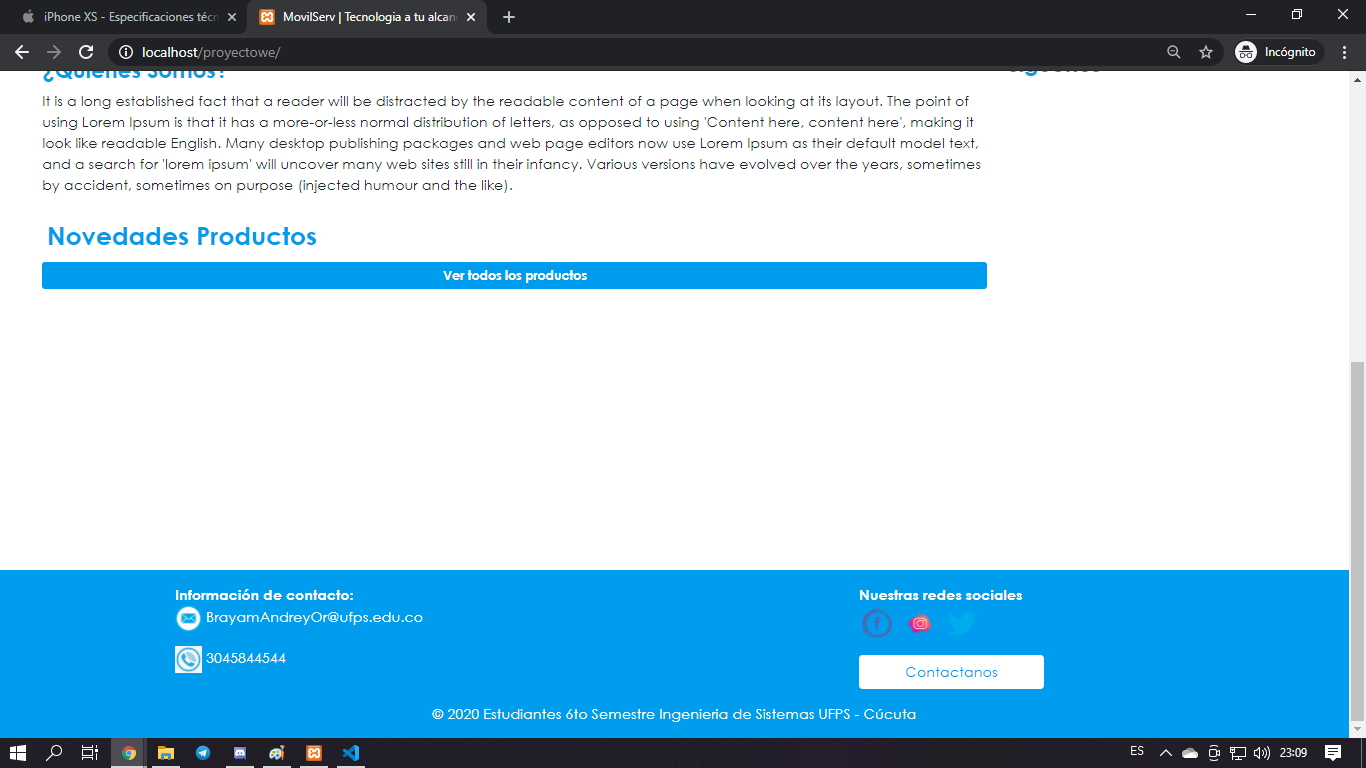 iPhone XS - Especificaciones técn
MovilServ | Tecnologia a tu alcan
localhost/proyectowe/
Incógnito
¿Quienes Somos?
It is a long established fact that a reader will be distracted by the readable content of a page when looking at its layout. The point of
using Lorem Ipsum is that it has a more-or-less normal distribution of letters, as opposed to using 'Content here, content here', making it
look like readable English. Many desktop publishing packages and web page editors now use Lorem Ipsum as their default model text,
and a search for 'lorem ipsum' will uncover many web sites still in their infancy. Various versions have evolved over the years, sometimes
by accident, sometimes on purpose (injected humour and the like).
Novedades Productos
Ver todos los productos
Información de contacto:
BrayamAndreyOr@ufps.edu.co
3045844544
Nuestras redes sociales
Contactanos
© 2020 Estudiantes 6to Semestre Ingenieria de Sistemas UFPS - Cúcuta
ES
23:09